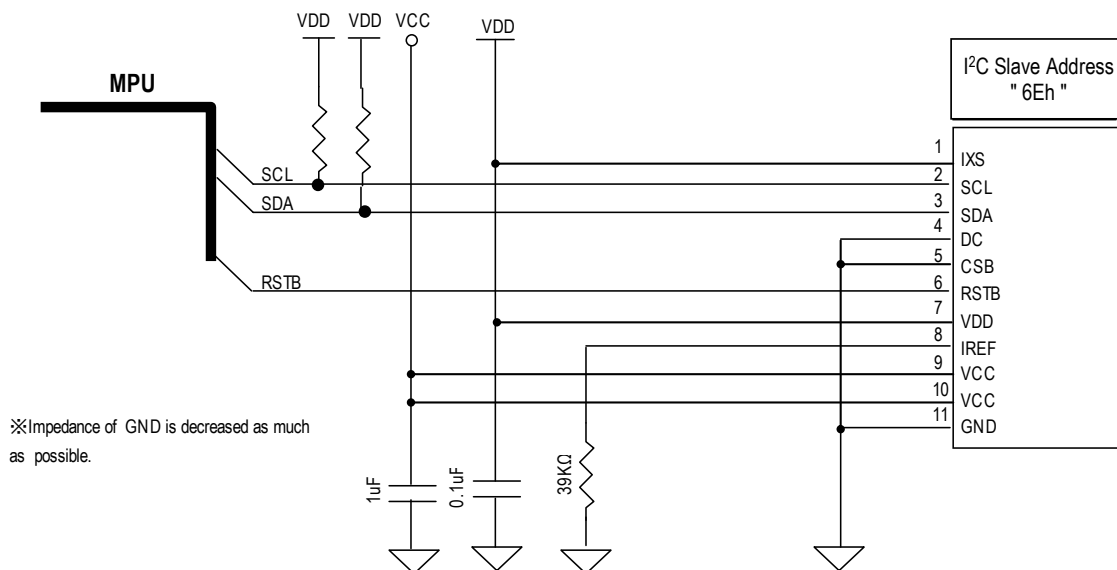 VDD VDD VCC
VDD
I²C Slave Address
" 6Eh "
MPU
1 IXS
SCL
2 SCL
SDA
3 SDA
4 DC
5 CSB
RSTB
6 RSTB
7 VDD
8 IREF
9 VCC
10 VCC
11 GND
※Impedance of GND is decreased as much
as possible.
1uF
0.1uF
39KΩ